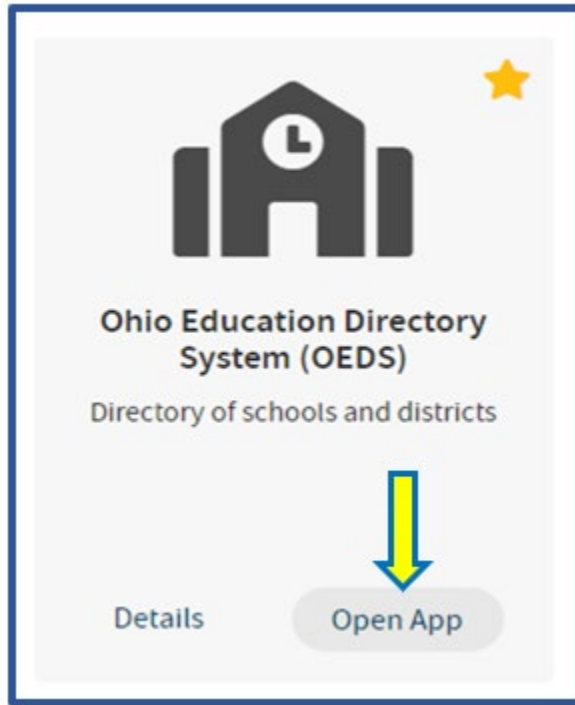 Ohio Education Directory
System (OEDS)
Directory of schools and districts
Details
Open App